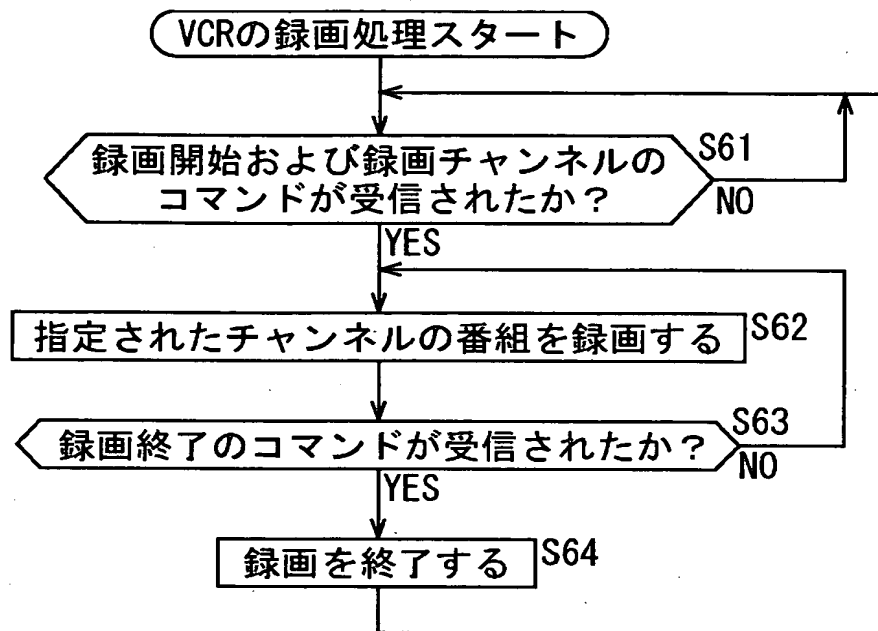 VCRの録画処理スタート
録画開始および録画チャンネルの
コマンドが受信されたか?
S61
NO
YES
指定されたチャンネルの番組を録画する
S62
録画終了のコマンドが受信されたか?
S63
NO
YES
録画を終了する
S64